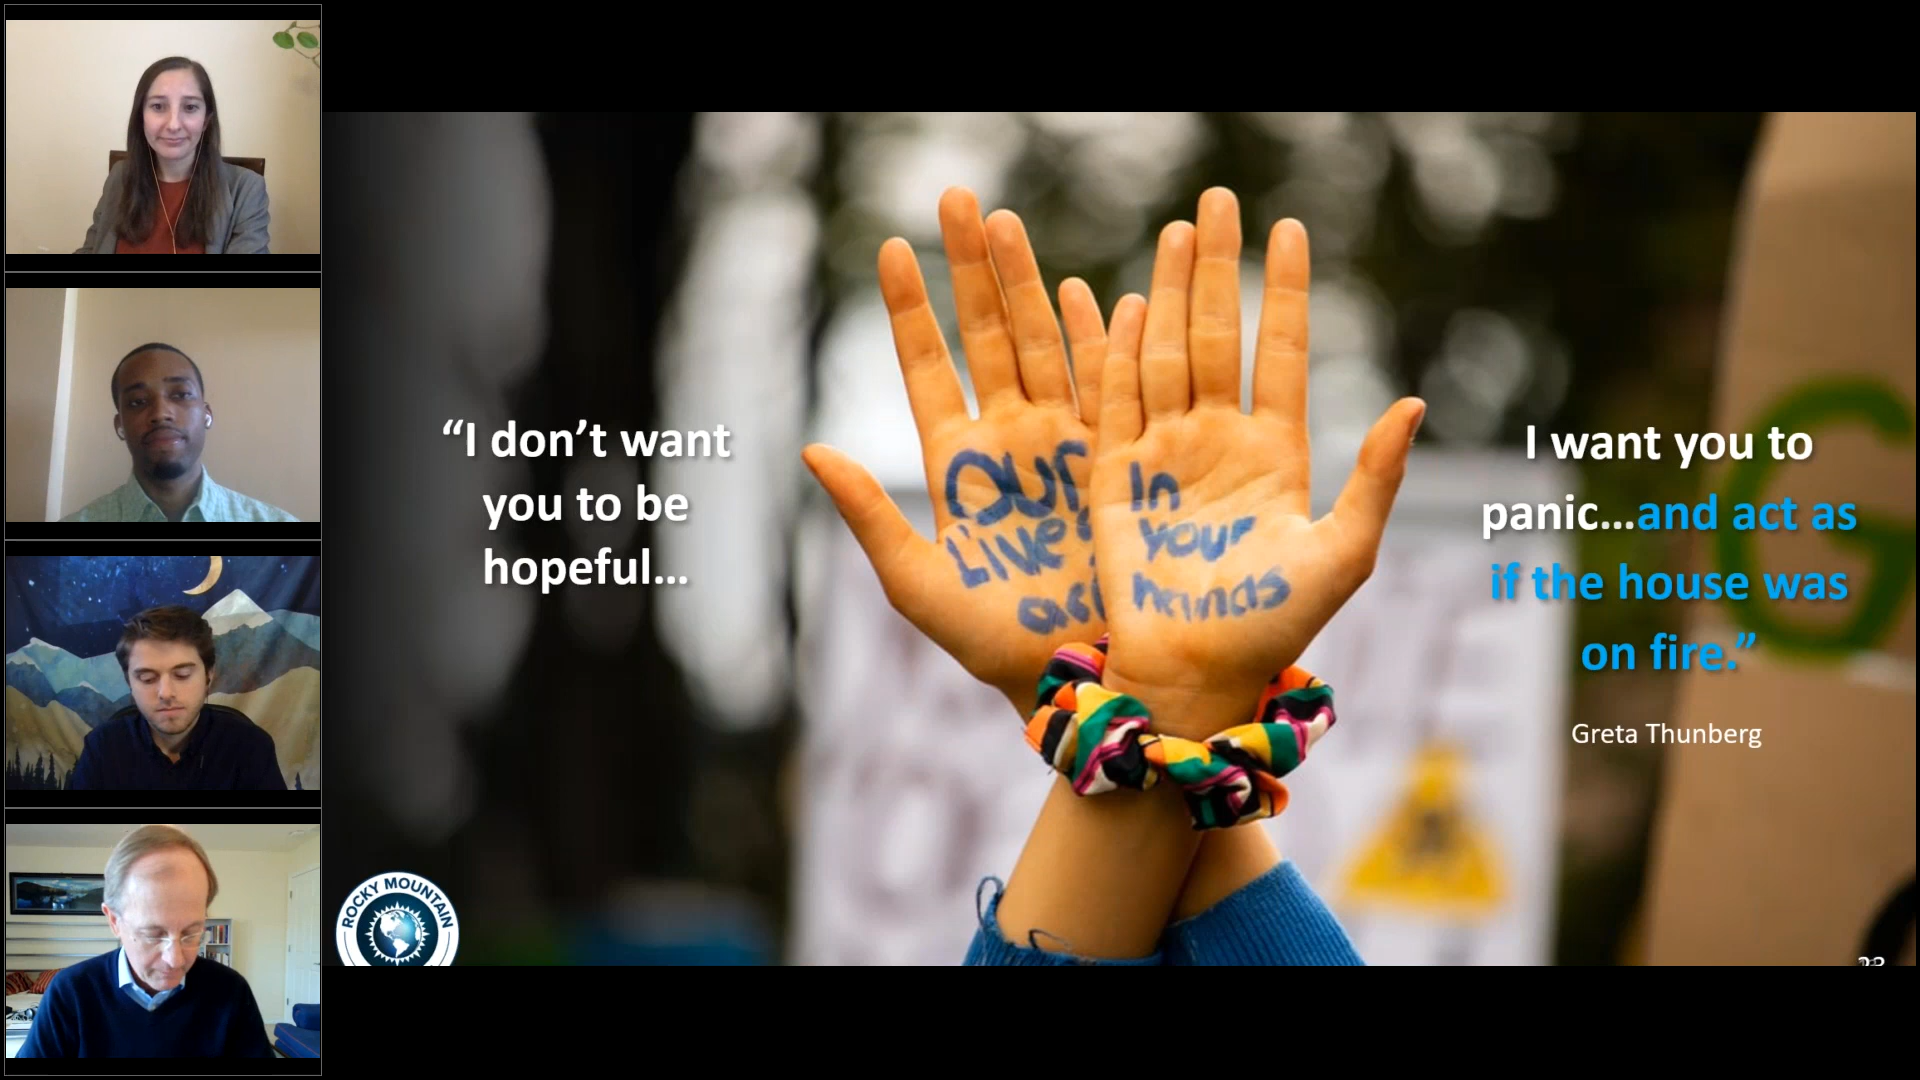 “I don’t want
you to be
hopeful...
our
Lives
are
In
your
hands
I want you to
panic...and act as
if the house was
on fire.”
Greta Thunberg
ROCKY MOUNTAIN